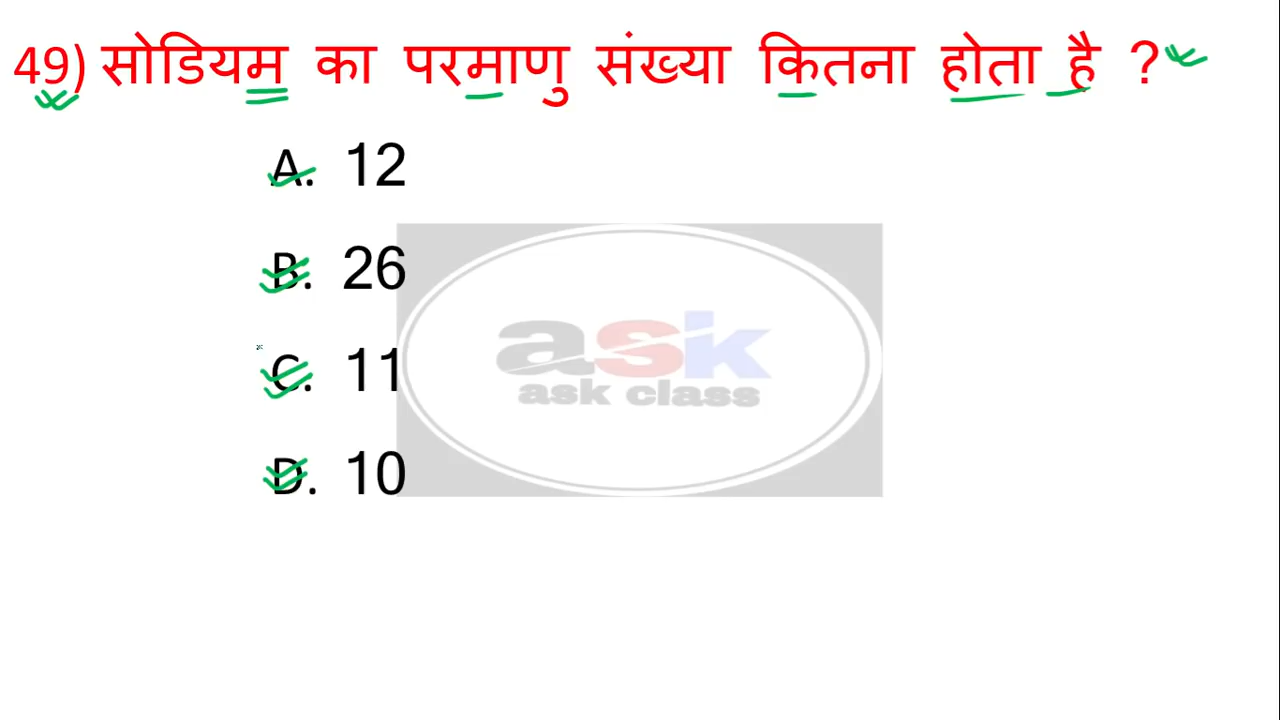 49) सोडियम का परमाणु संख्या कितना होता है ?
A. 12
B. 26
C. 11
D. 10
ask
ask class